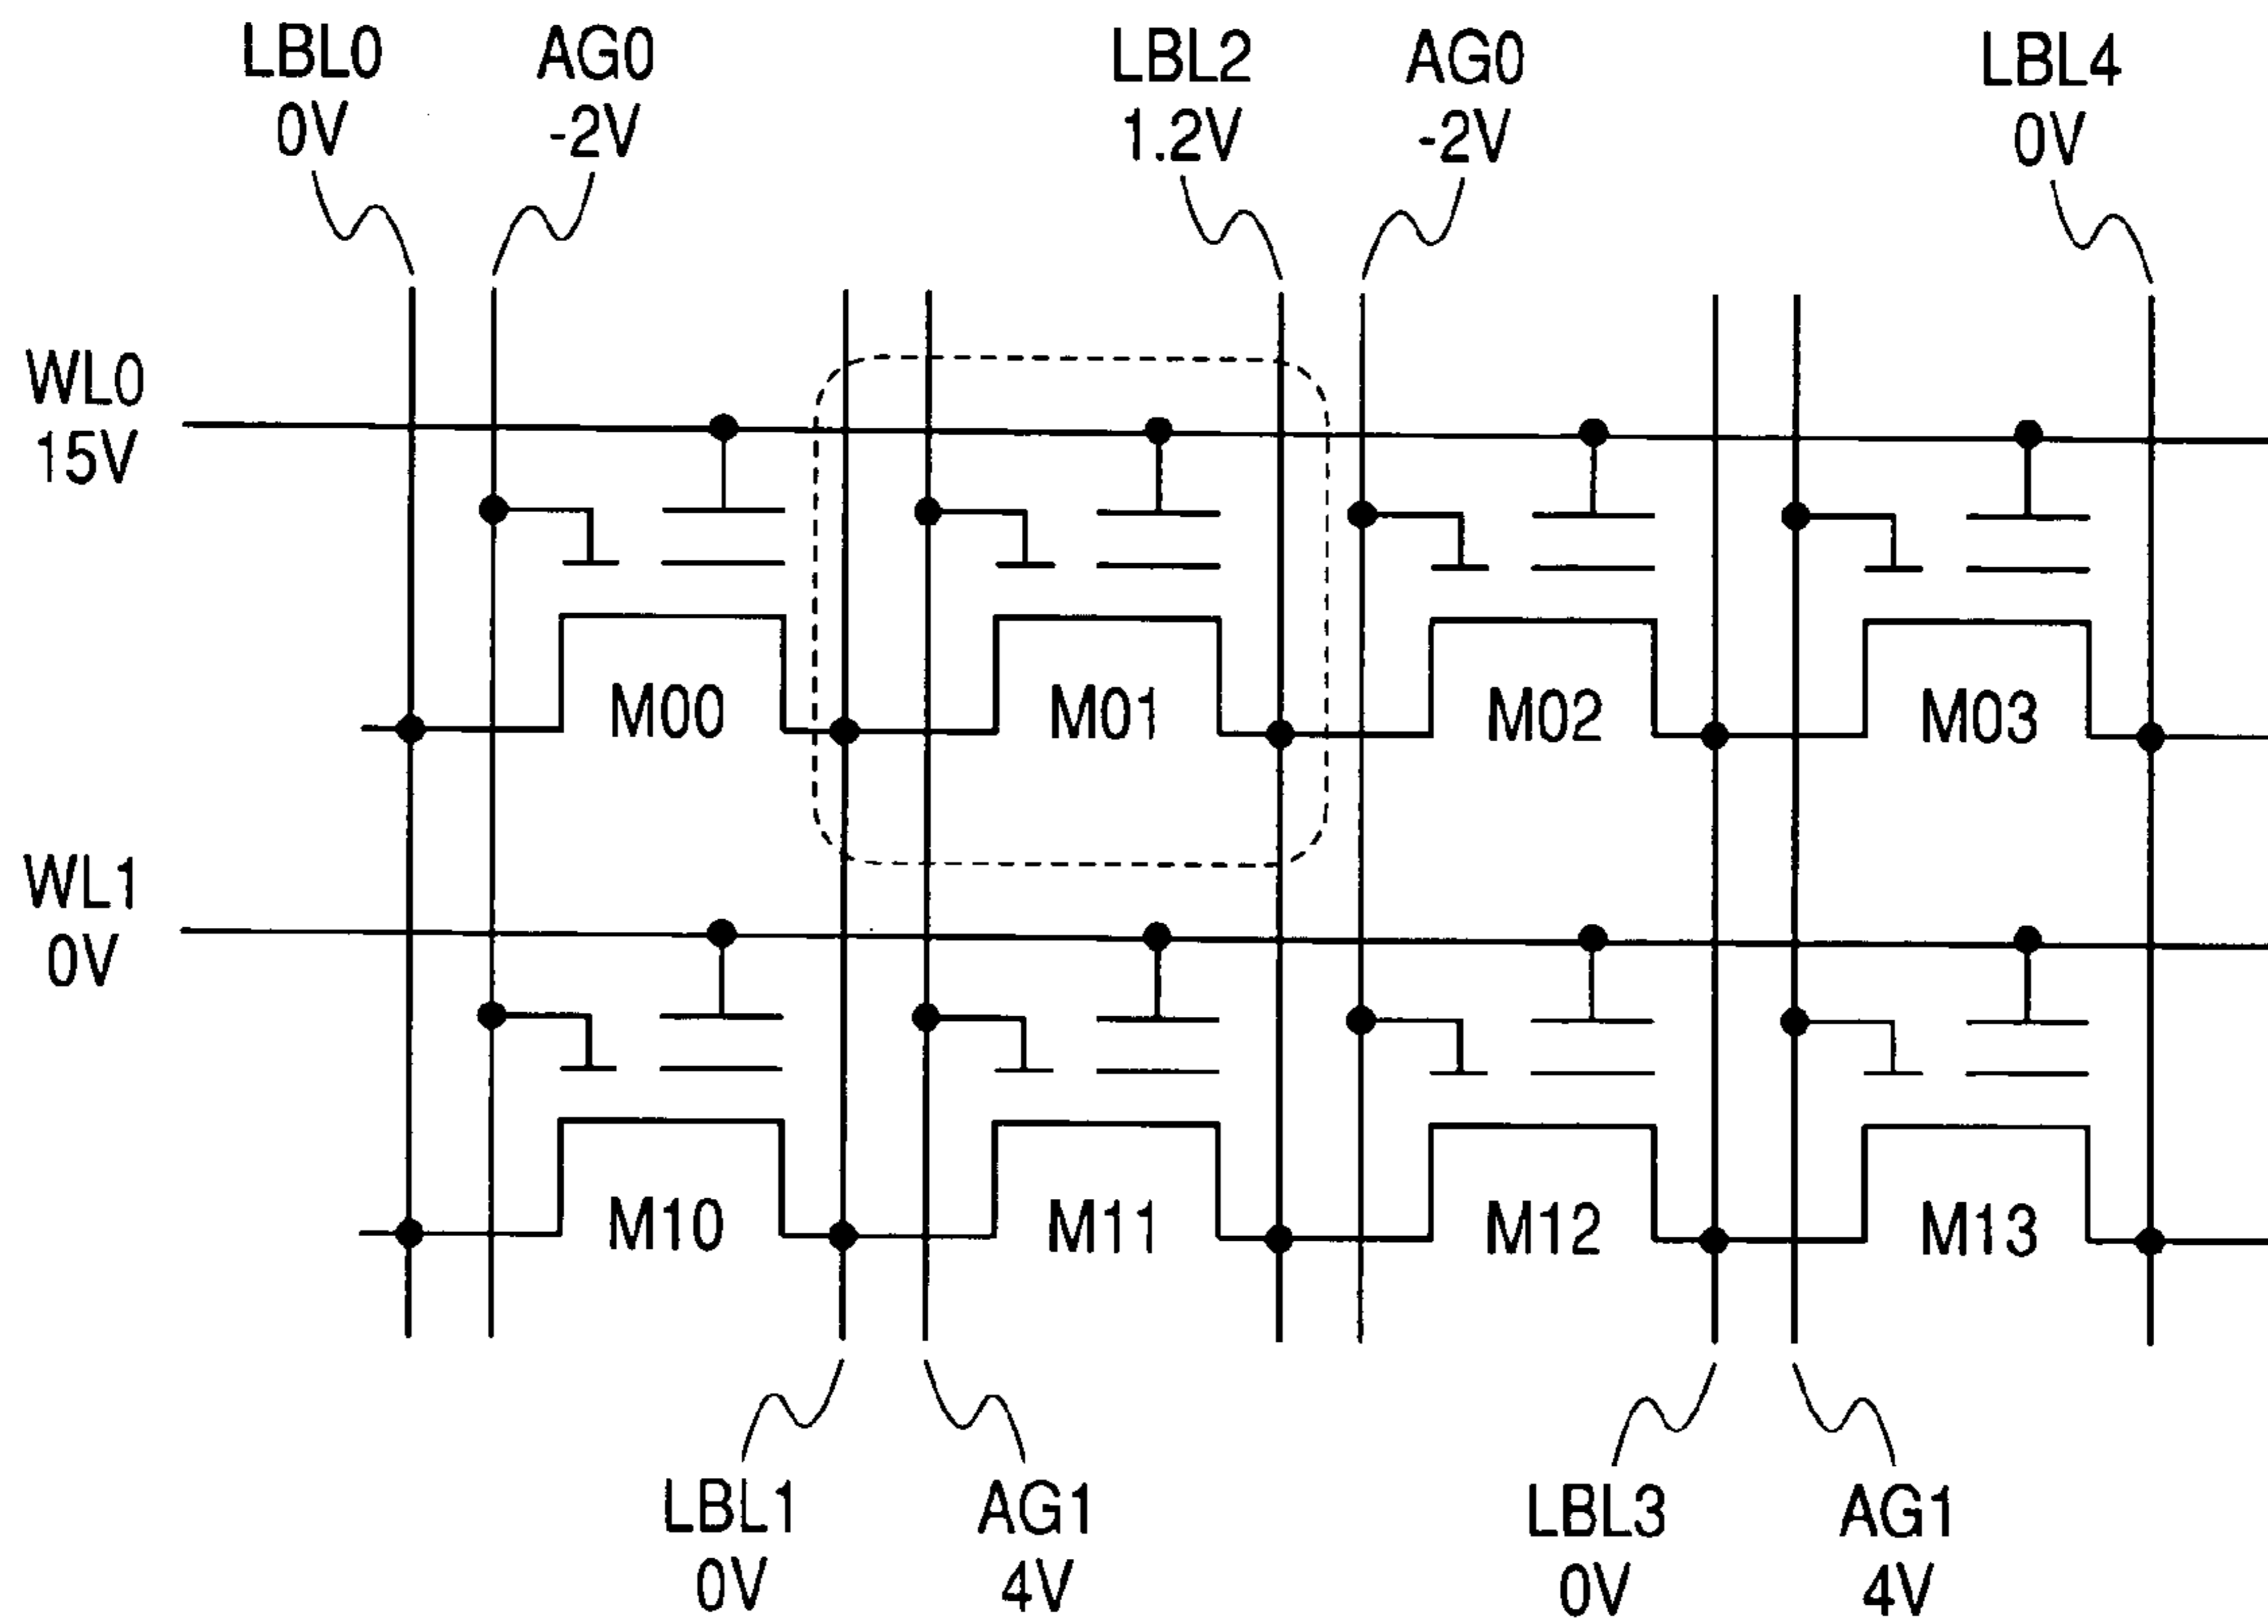 LBL0 AG0 LBL2 AG0 LBL4
0V -2V 1.2V -2V 0V
WL0
15V
M00 M01 M02 M03
WL1
0V
M10 M11 M12 M13
LBL1 AG1 LBL3 AG1
0V 4V 0V 4V